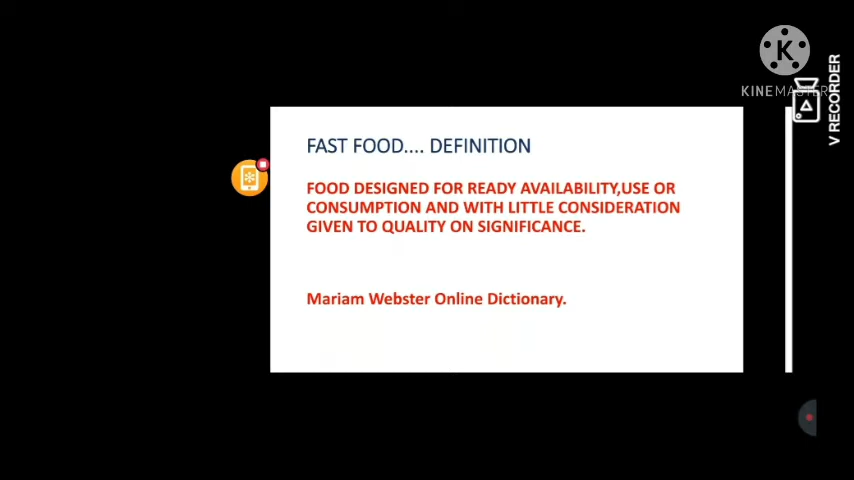 K
KINEMASTER
V RECORDER
FAST FOOD.... DEFINITION
FOOD DESIGNED FOR READY AVAILABILITY,USE OR
CONSUMPTION AND WITH LITTLE CONSIDERATION
GIVEN TO QUALITY ON SIGNIFICANCE.
Mariam Webster Online Dictionary.